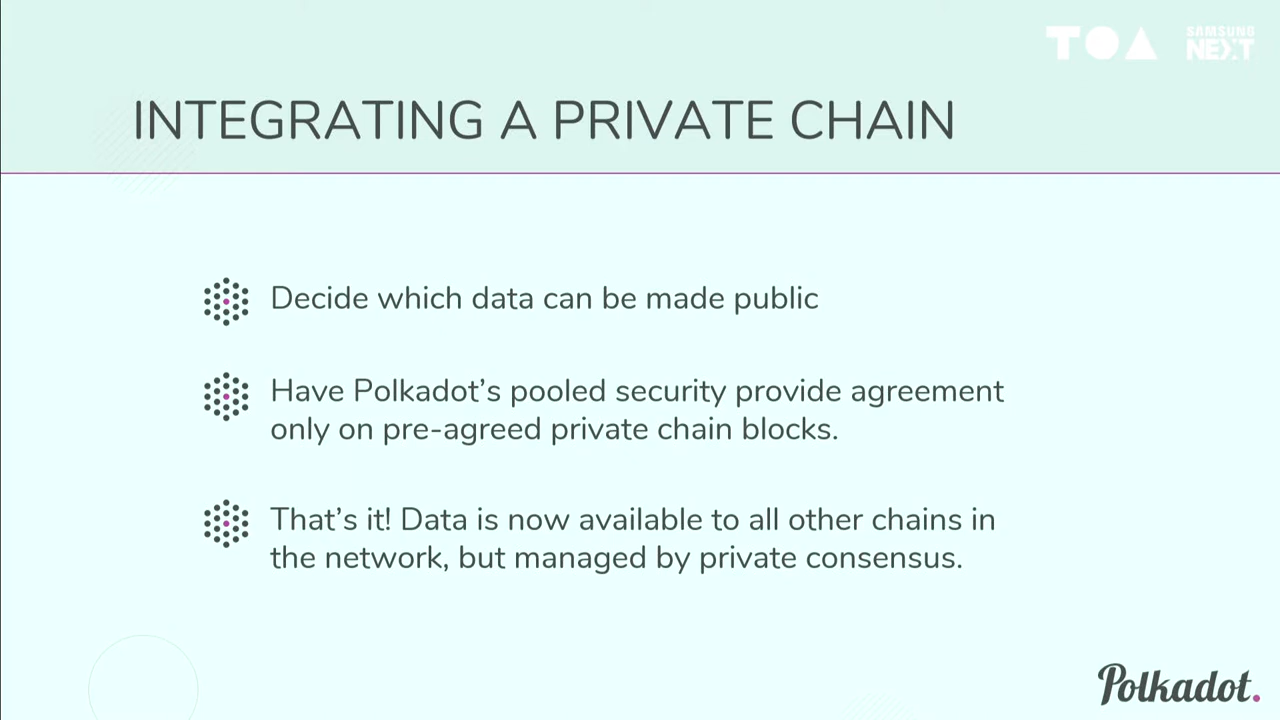 TOA
SAMSUNG
NEXT
INTEGRATING A PRIVATE CHAIN
Decide which data can be made public
Have Polkadot’s pooled security provide agreement
only on pre-agreed private chain blocks.
That’s it! Data is now available to all other chains in
the network, but managed by private consensus.
Polkadot.